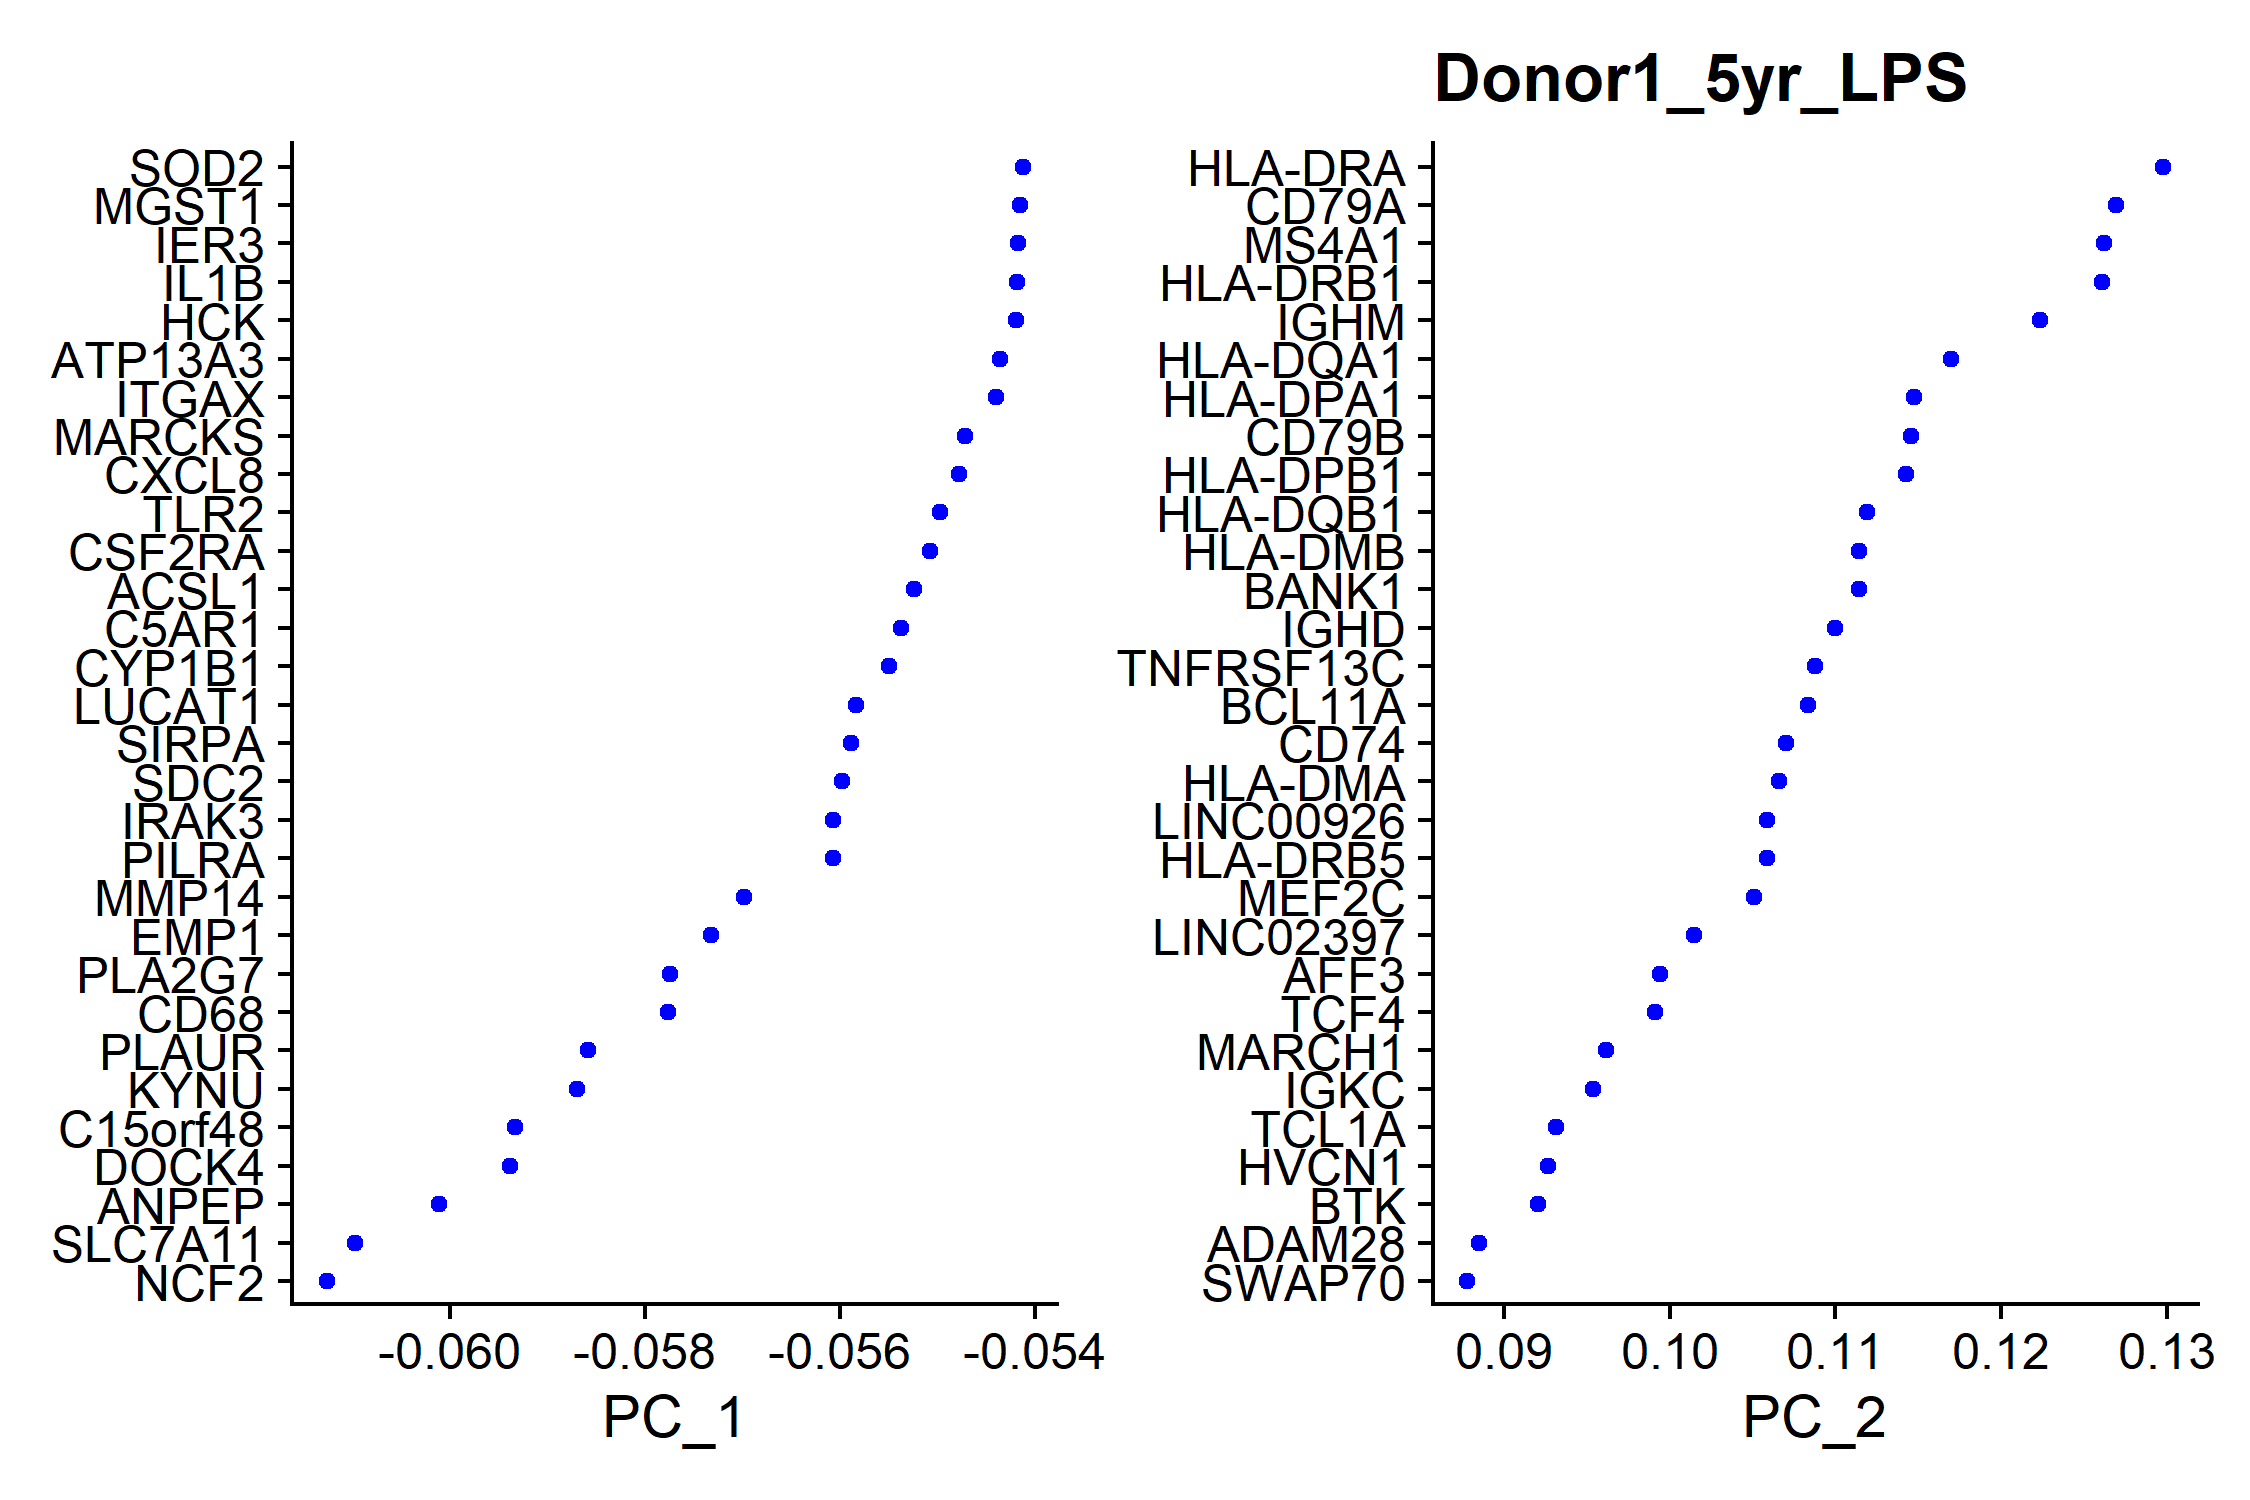 Donor1_5yr_LPS
SOD2
MGST1
IER3
IL1B
HCK
ATP13A3
ITGAX
MARCKS
CXCL8
TLR2
CSF2RA
ACSL1
C5AR1
CYP1B1
LUCAT1
SIRPA
SDC2
IRAK3
PILRA
MMP14
EMP1
PLA2G7
CD68
PLAUR
KYNU
C15orf48
DOCK4
ANPEP
SLC7A11
NCF2
-0.060 -0.058 -0.056 -0.054
PC_1
HLA-DRA
CD79A
MS4A1
HLA-DRB1
IGHM
HLA-DQA1
HLA-DPA1
CD79B
HLA-DPB1
HLA-DQB1
HLA-DMB
BANK1
IGHD
TNFRSF13C
BCL11A
CD74
HLA-DMA
LINC00926
HLA-DRB5
MEF2C
LINC02397
AFF3
TCF4
MARCH1
IGKC
TCL1A
HVCN1
BTK
ADAM28
SWAP70
0.09 0.10 0.11 0.12 0.13
PC_2